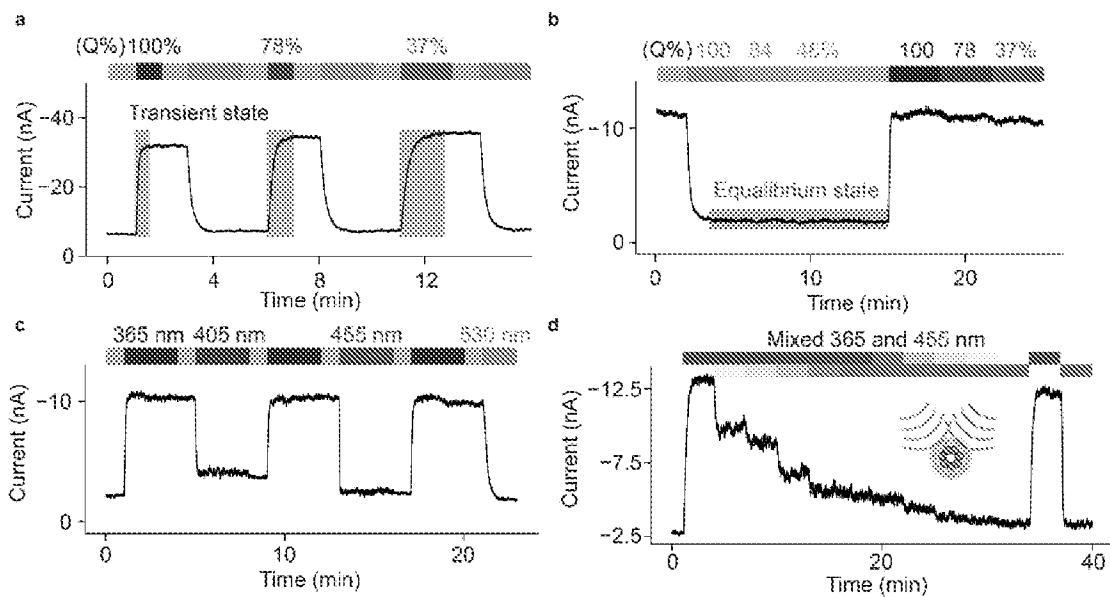 a
(Q%) 100% 78% 37%
Transient state
Current (nA)
−40
−20
0
0 4 8 12
Time (min)
b
(Q%) 100 84 46% 100 78 37%
Equalibrium state
Current (nA)
−10
0
0 10 20
Time (min)
c
365 nm 405 nm 455 nm 530 nm
Current (nA)
−10
0
0 10 20
Time (min)
d
Mixed 365 and 455 nm
Current (nA)
−12.5
−7.5
−2.5
0 20 40
Time (min)